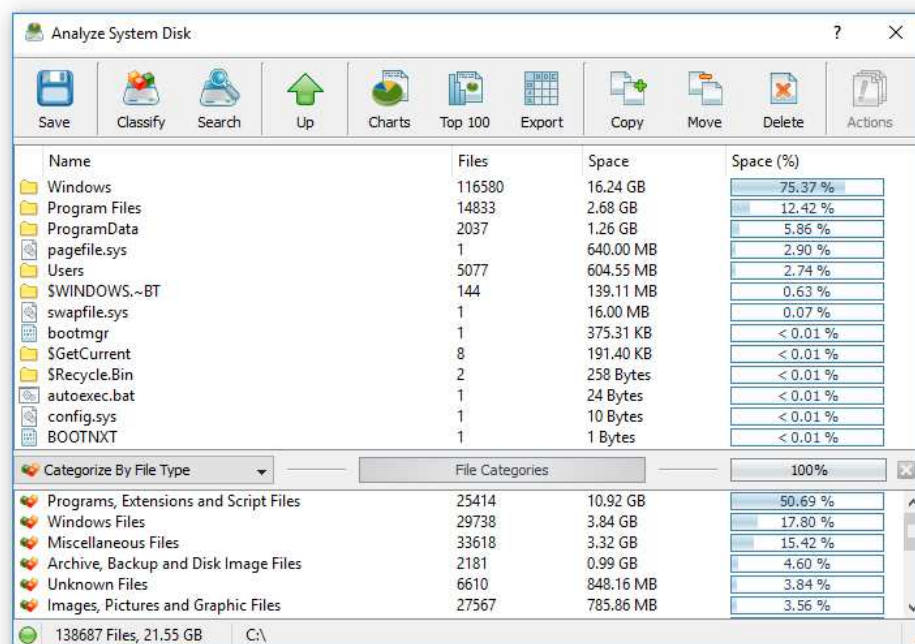 Analyze System Disk ?
Save Classify Search Up Charts Top 100 Export Copy Move Delete Actions
Name Files Space Space (%)
Windows 116580 16.24 GB 75.37 %
Program Files 14833 2.68 GB 12.42 %
ProgramData 2037 1.26 GB 5.86 %
pagefile.sys 1 640.00 MB 2.90 %
Users 5077 604.55 MB 2.74 %
$WINDOWS.~BT 144 139.11 MB 0.63 %
swapfile.sys 1 16.00 MB 0.07 %
bootmgr 1 375.31 KB < 0.01 %
$GetCurrent 8 191.40 KB < 0.01 %
$Recycle.Bin 2 258 Bytes < 0.01 %
autoexec.bat 1 24 Bytes < 0.01 %
config.sys 1 10 Bytes < 0.01 %
BOOTNXT 1 1 Bytes < 0.01 %
Categorize By File Type File Categories 100%
Programs, Extensions and Script Files 25414 10.92 GB 50.69 %
Windows Files 29738 3.84 GB 17.80 %
Miscellaneous Files 33618 3.32 GB 15.42 %
Archive, Backup and Disk Image Files 2181 0.99 GB 4.60 %
Unknown Files 6610 848.16 MB 3.84 %
Images, Pictures and Graphic Files 27567 785.86 MB 3.56 %
138687 Files, 21.55 GB C:\